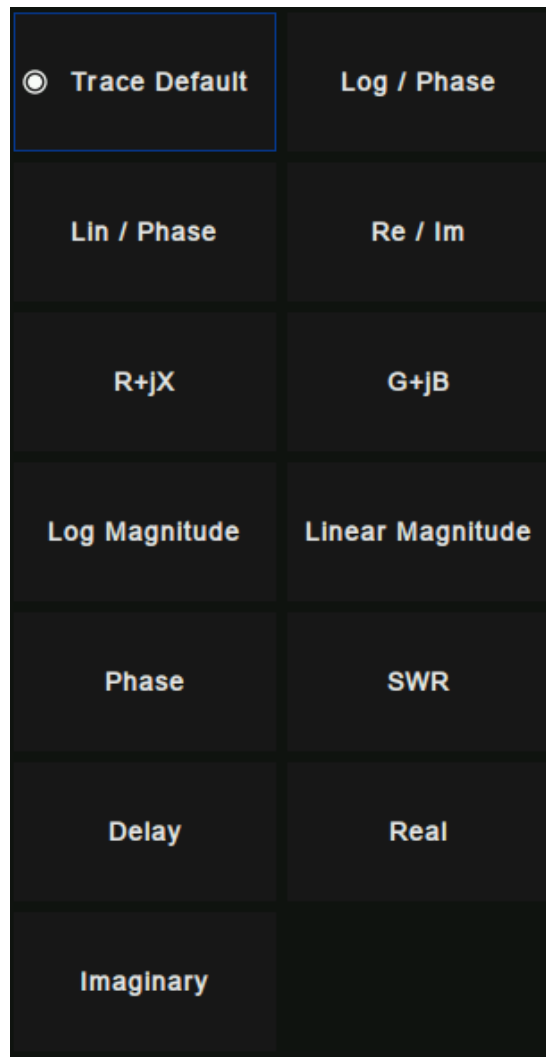 Trace Default
Log / Phase
Lin / Phase
Re / Im
R+jX
G+jB
Log Magnitude
Linear Magnitude
Phase
SWR
Delay
Real
Imaginary